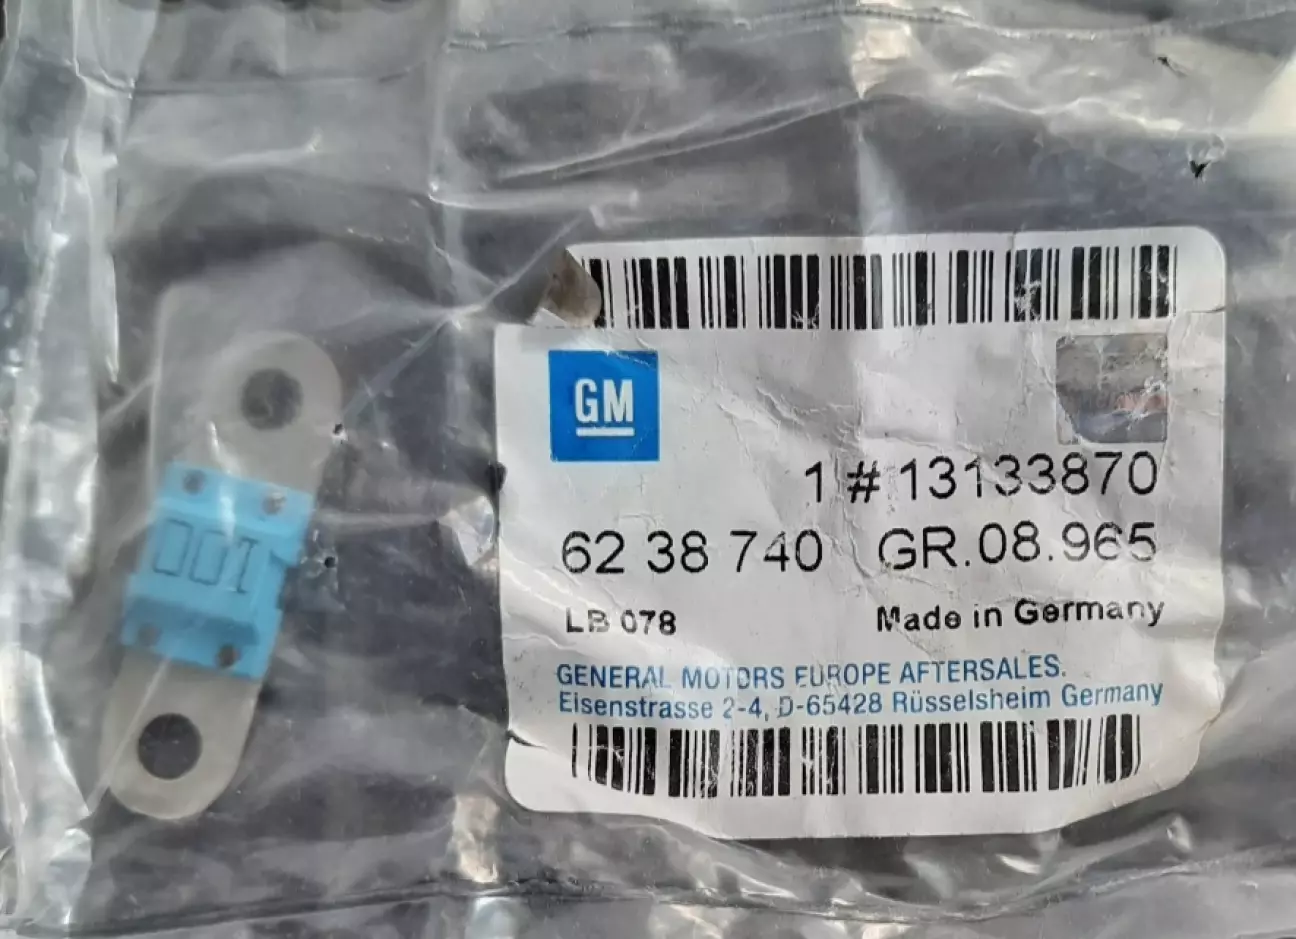 100
GM
1 # 13133870
62 38 740 GR.08.965
LB 078 Made in Germany
GENERAL MOTORS EUROPE AFTERSALES.
Eisenstrasse 2-4, D-65428 Rüsselsheim Germany